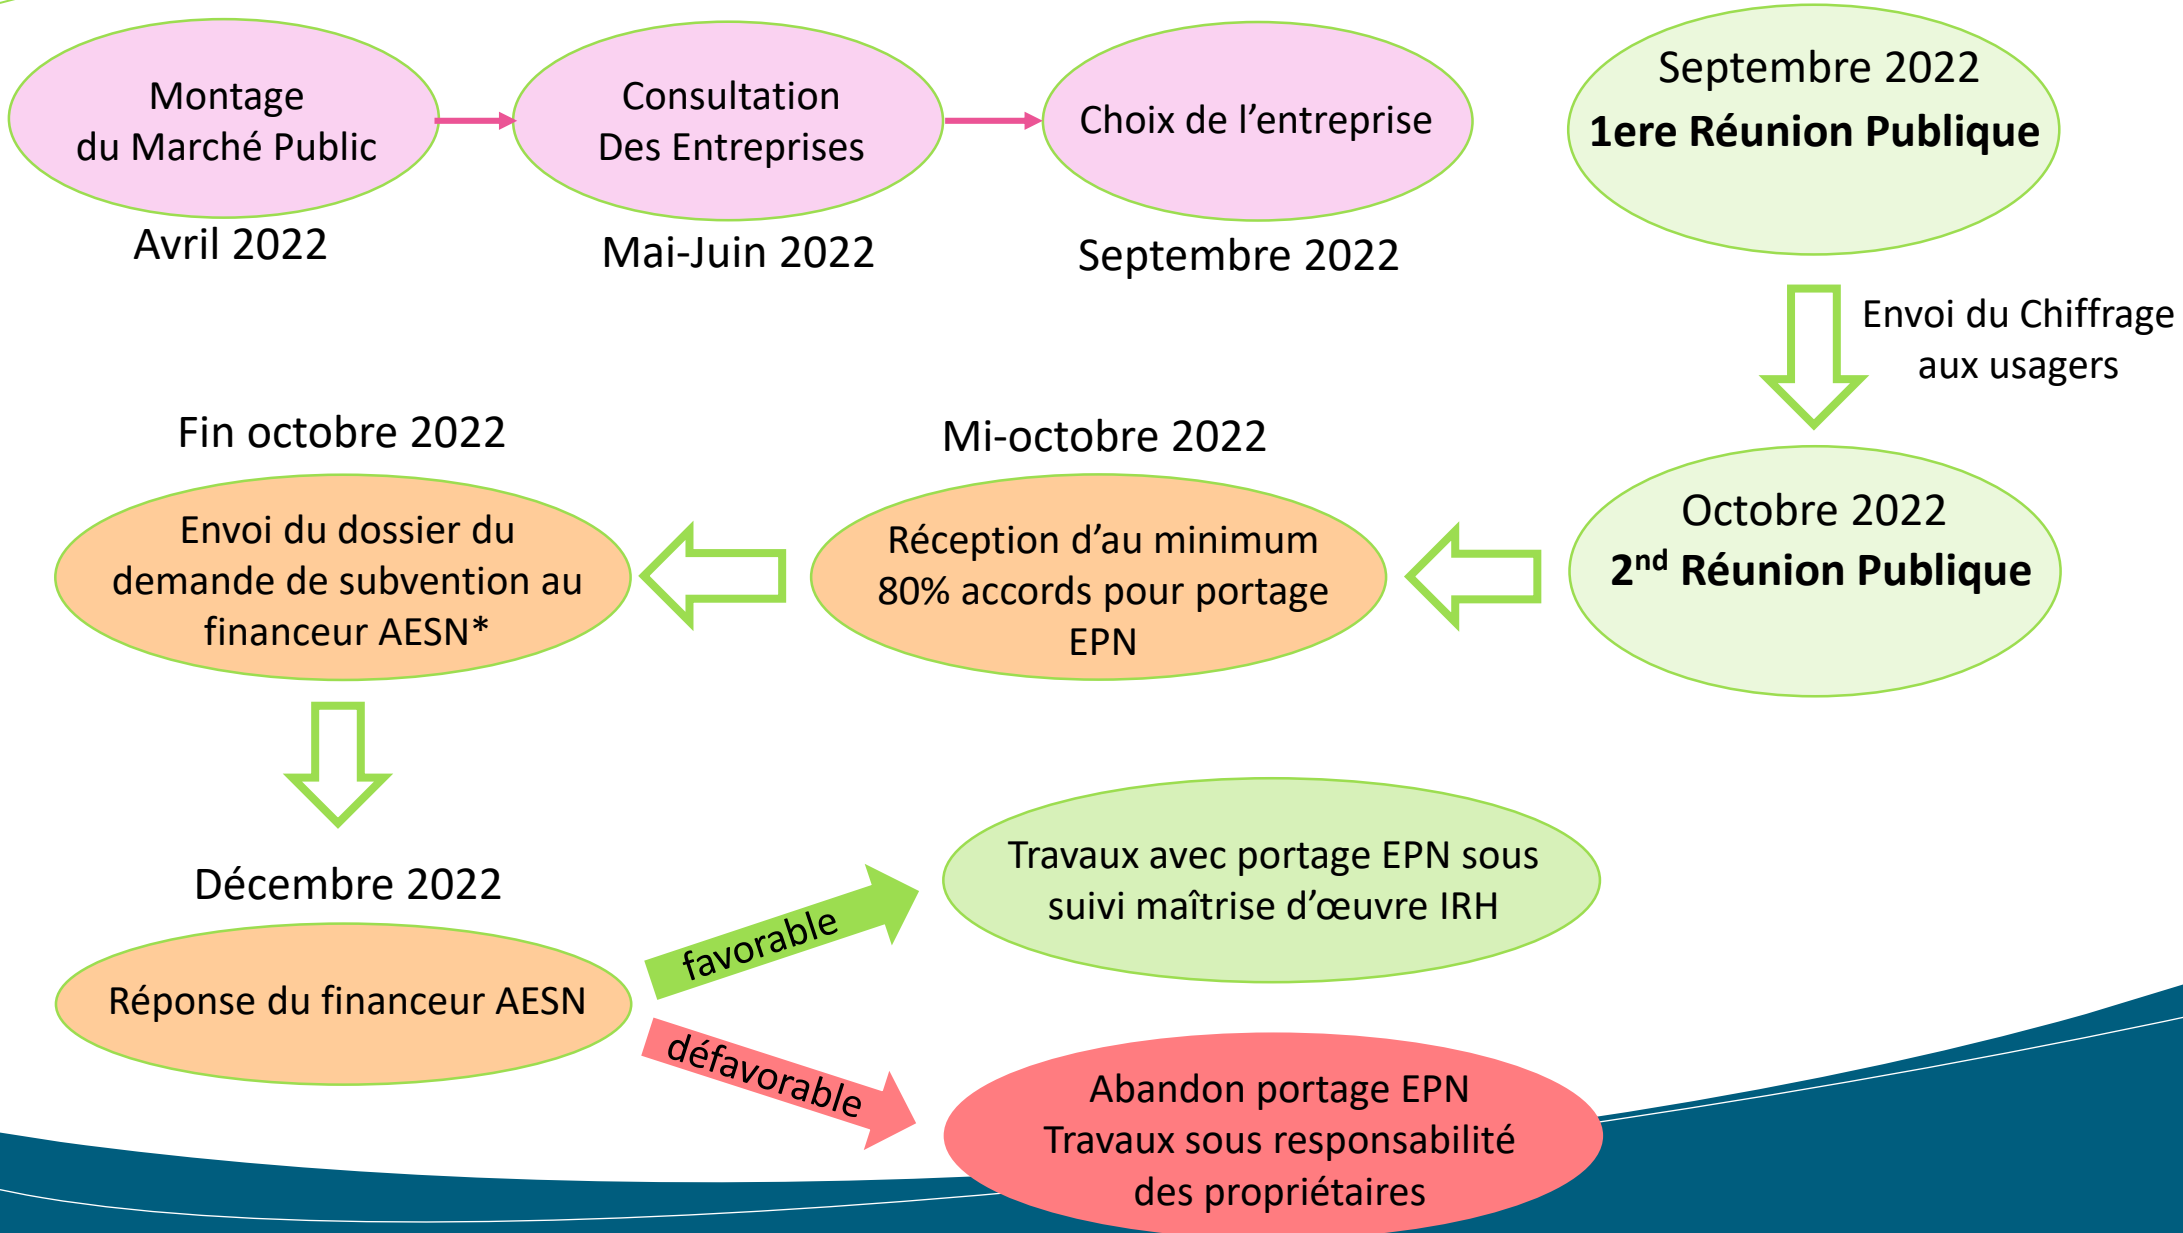 Montage
du Marché Public
Avril 2022
Consultation
Des Entreprises
Mai-Juin 2022
Choix de l’entreprise
Septembre 2022
Septembre 2022
1ere Réunion Publique
Envoi du Chiffrage
aux usagers
Octobre 2022
2nd Réunion Publique
Mi-octobre 2022
Réception d’au minimum
80% accords pour portage
EPN
Fin octobre 2022
Envoi du dossier du
demande de subvention au
financeur AESN*
Décembre 2022
Réponse du financeur AESN
favorable
Travaux avec portage EPN sous
suivi maîtrise d’œuvre IRH
défavorable
Abandon portage EPN
Travaux sous responsabilité
des propriétaires